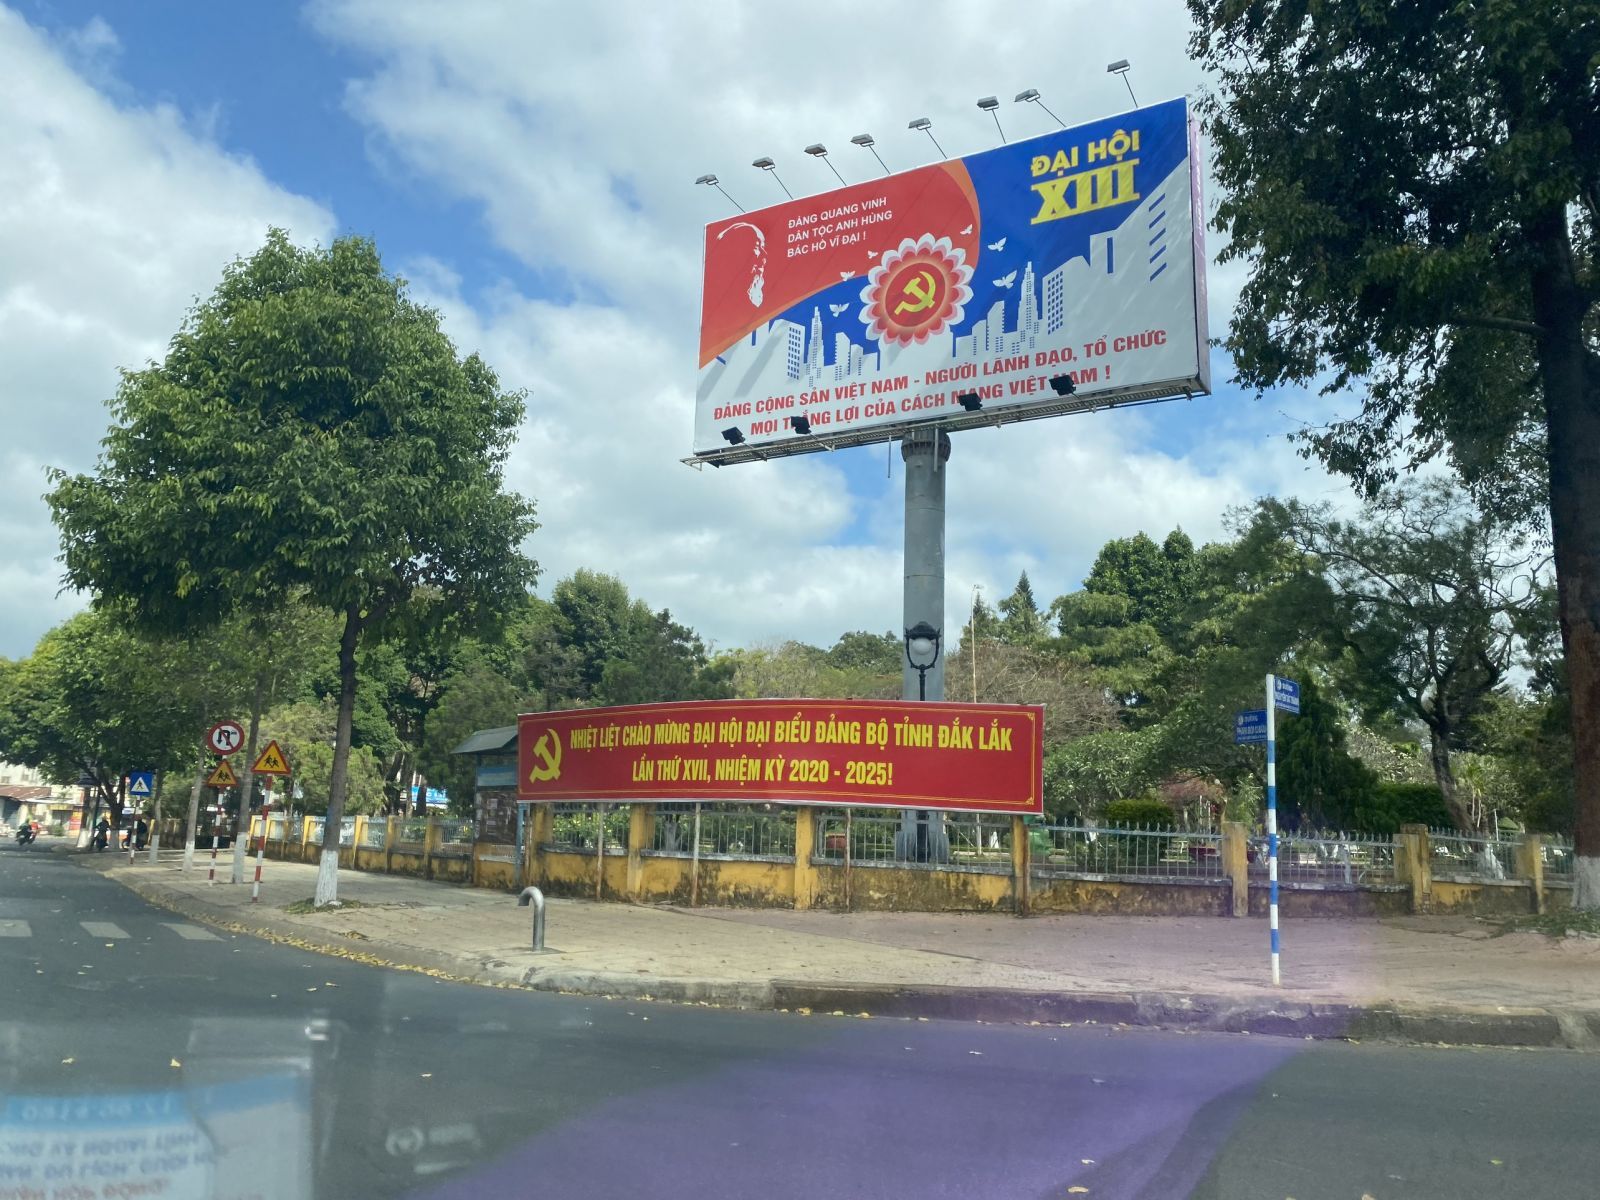 ĐẠI HỘI
XIII
ĐẢNG QUANG VINH
DÂN TỘC ANH HÙNG
BÁC HỒ VĨ ĐẠI !
ĐẢNG CỘNG SẢN VIỆT NAM - NGƯỜI LÃNH ĐẠO, TỔ CHỨC
MỌI THẮNG LỢI CỦA CÁCH MẠNG VIỆT NAM !
NHIỆT LIỆT CHÀO MỪNG ĐẠI HỘI ĐẠI BIỂU ĐẢNG BỘ TỈNH ĐẮK LẮK
LẦN THỨ XVII, NHIỆM KỲ 2020 - 2025!